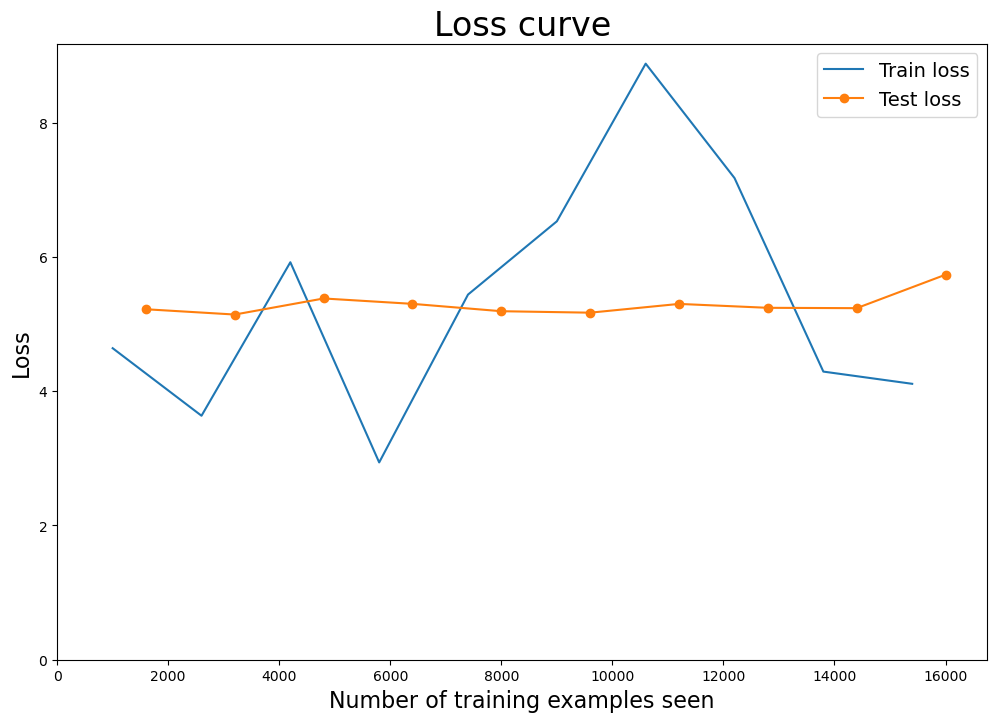 Loss curve
Train loss
Test loss
8
6
4
2
0
Loss
0 2000 4000 6000 8000 10000 12000 14000 16000
Number of training examples seen